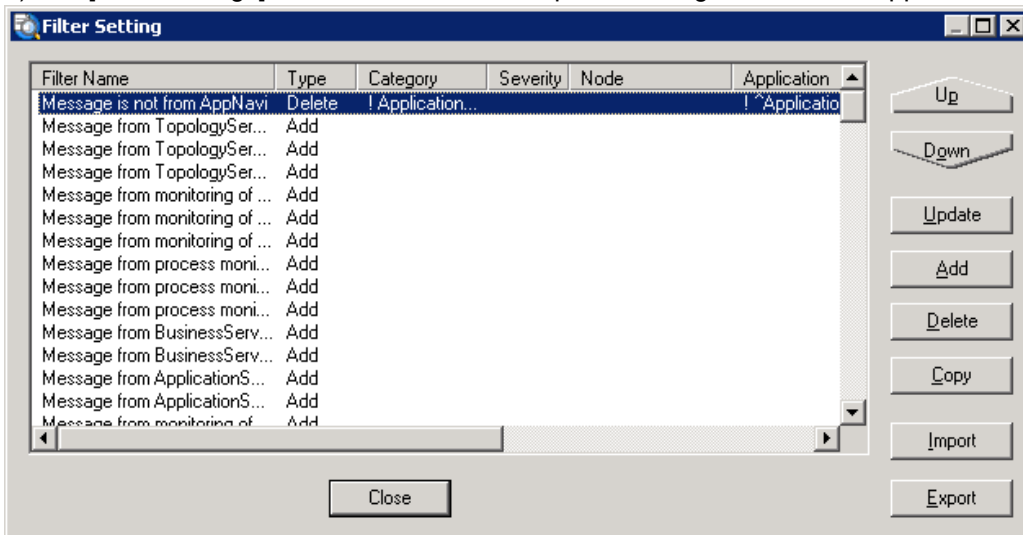 Filter Setting
Filter Name Type Category Severity Node Application
Message is not from AppNavi Delete ! Application... ! ^Applicatio
Message from TopologySer... Add
Message from TopologySer... Add
Message from TopologySer... Add
Message from monitoring of ... Add
Message from monitoring of ... Add
Message from monitoring of ... Add
Message from process moni... Add
Message from process moni... Add
Message from process moni... Add
Message from BusinessServ... Add
Message from BusinessServ... Add
Message from ApplicationS... Add
Message from ApplicationS... Add
Message from monitoring of Add
Up
Down
Update
Add
Delete
Copy
Import
Export
Close